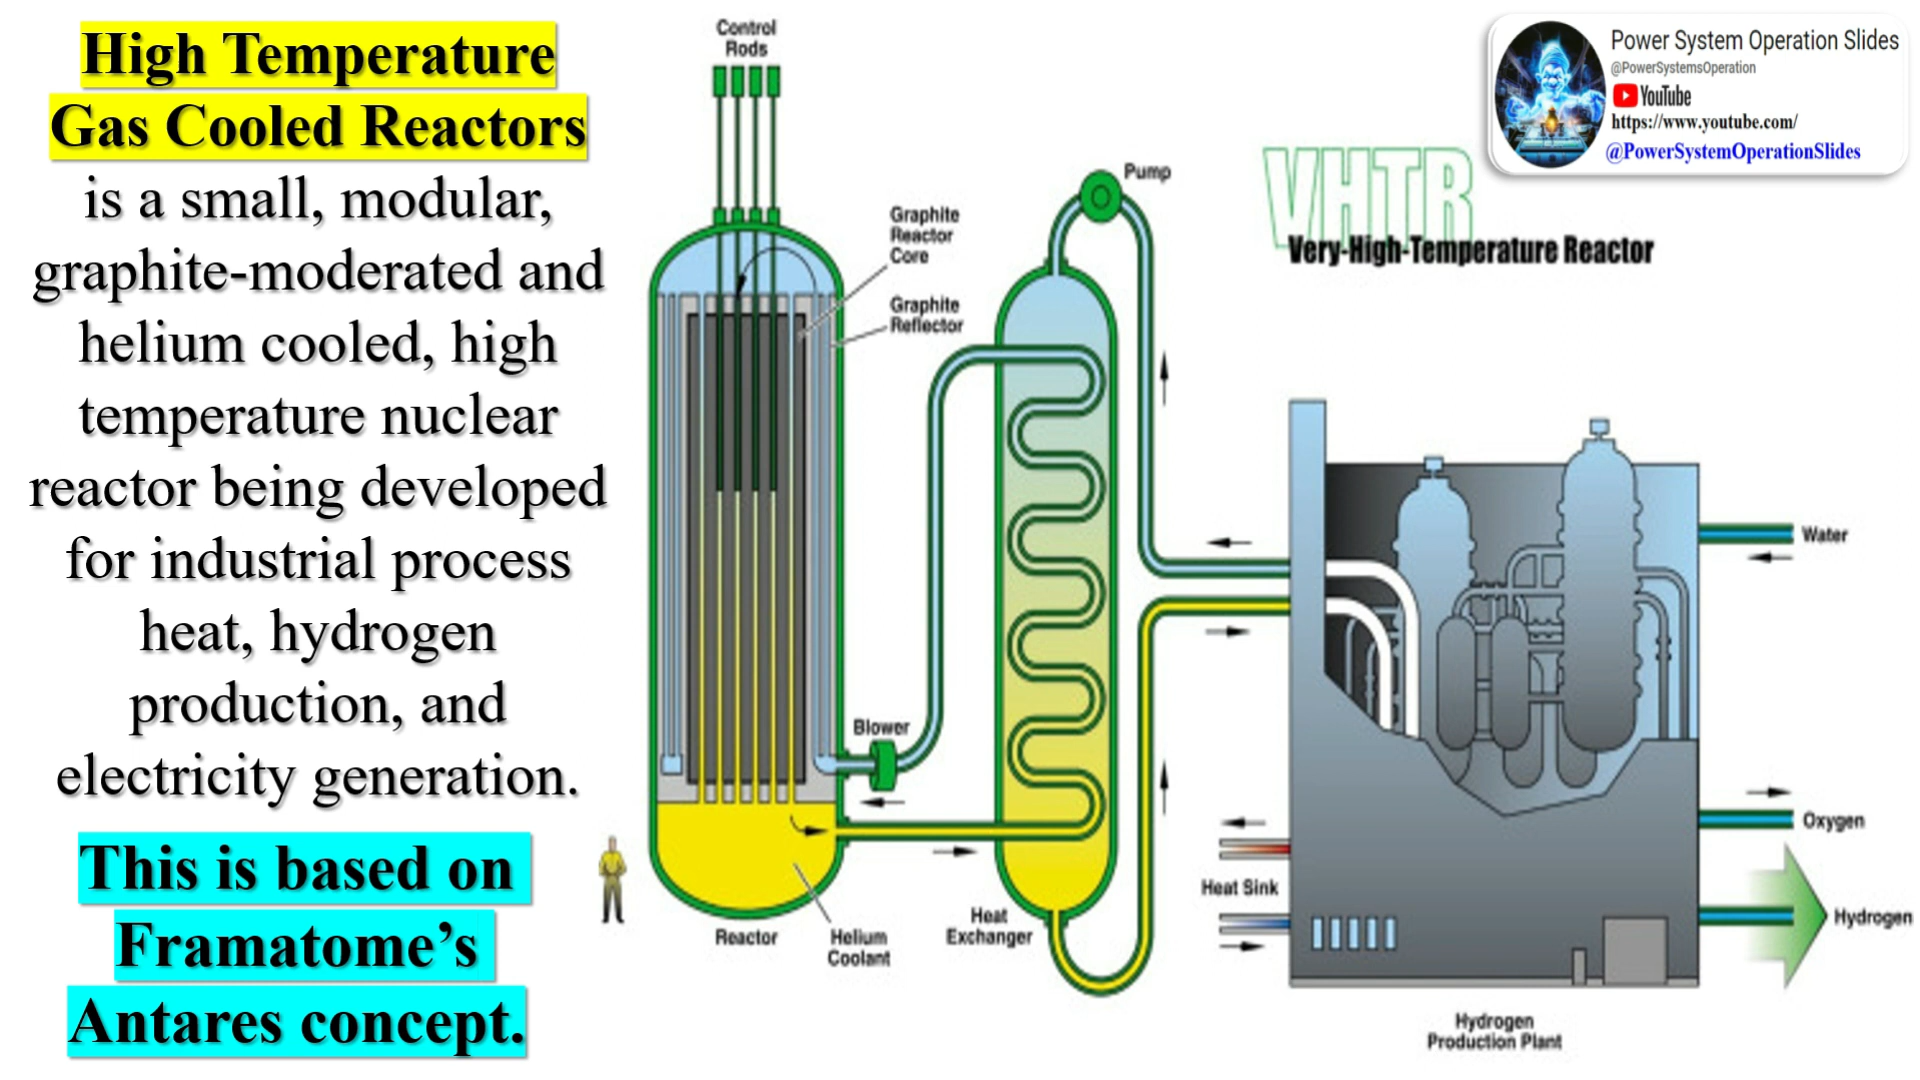 High Temperature
Gas Cooled Reactors
is a small, modular,
graphite-moderated and
helium cooled, high
temperature nuclear
reactor being developed
for industrial process
heat, hydrogen
production, and
electricity generation.
This is based on
Framatome’s
Antares concept.
Control
Rods
Graphite
Reactor
Core
Graphite
Reflector
Pump
Blower
Reactor
Helium
Coolant
Heat
Exchanger
Power System Operation Slides
@PowerSystemsOperation
YouTube
https://www.youtube.com/
@PowerSystemOperationSlides
VHTR
Very-High-Temperature Reactor
Water
Oxygen
Heat Sink
Hydrogen
Hydrogen
Production Plant